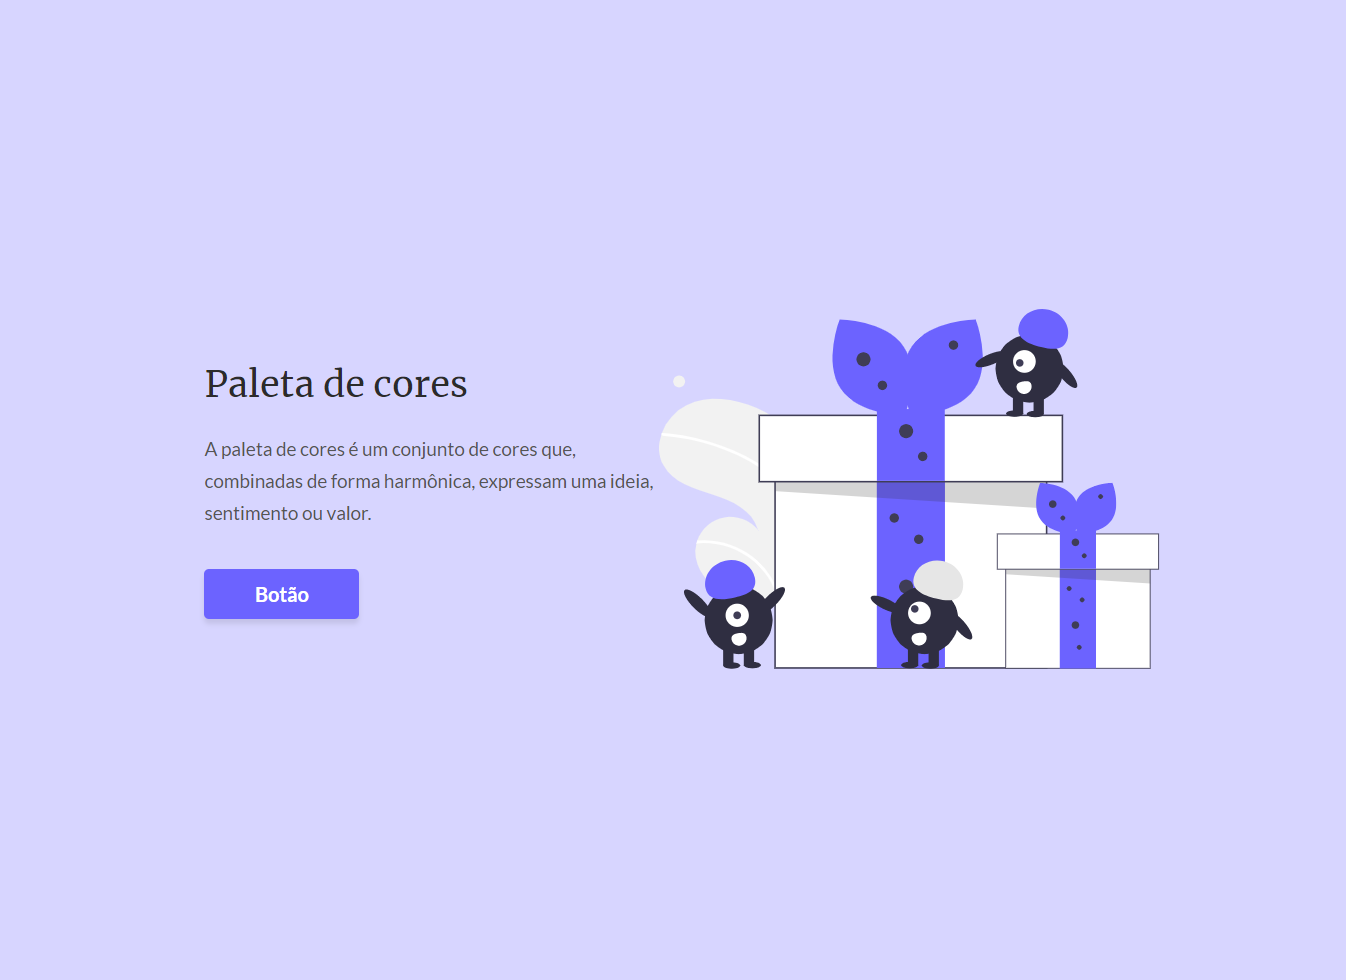 Paleta de cores
A paleta de cores é um conjunto de cores que,
combinadas de forma harmônica, expressam uma ideia,
sentimento ou valor.
Botão